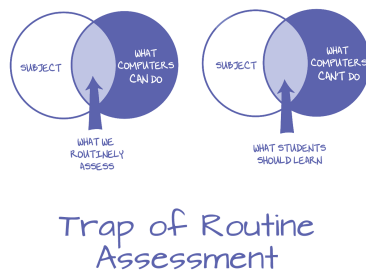 SUBJECT
WHAT
COMPUTERS
CAN DO
WHAT WE
ROUTINELY
ASSESS
SUBJECT
WHAT
COMPUTERS
CAN'T DO
WHAT STUDENTS
SHOULD LEARN
Trap of Routine
Assessment